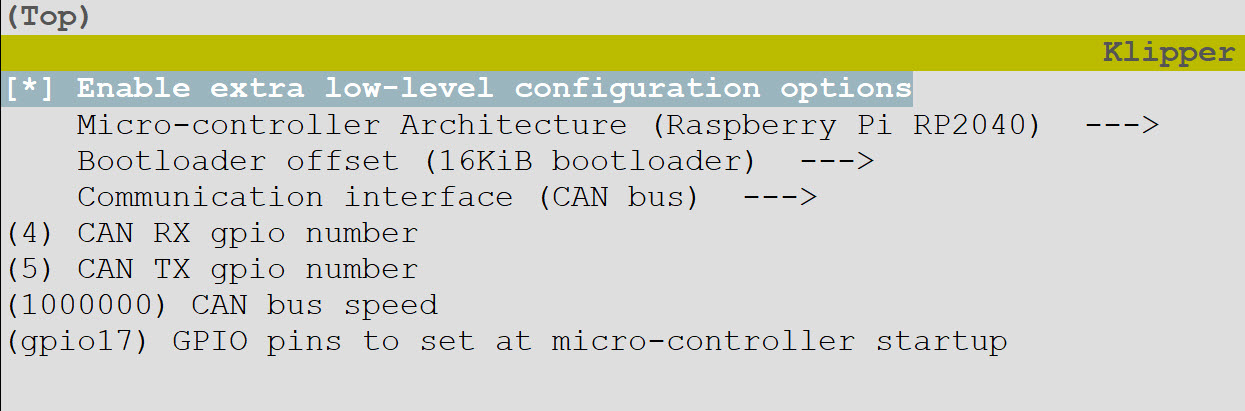 (Top)
Klipper
[*] Enable extra low-level configuration options
Micro-controller Architecture (Raspberry Pi RP2040)  --->
Bootloader offset (16KiB bootloader)  --->
Communication interface (CAN bus)  --->
(4) CAN RX gpio number
(5) CAN TX gpio number
(1000000) CAN bus speed
(gpio17) GPIO pins to set at micro-controller startup